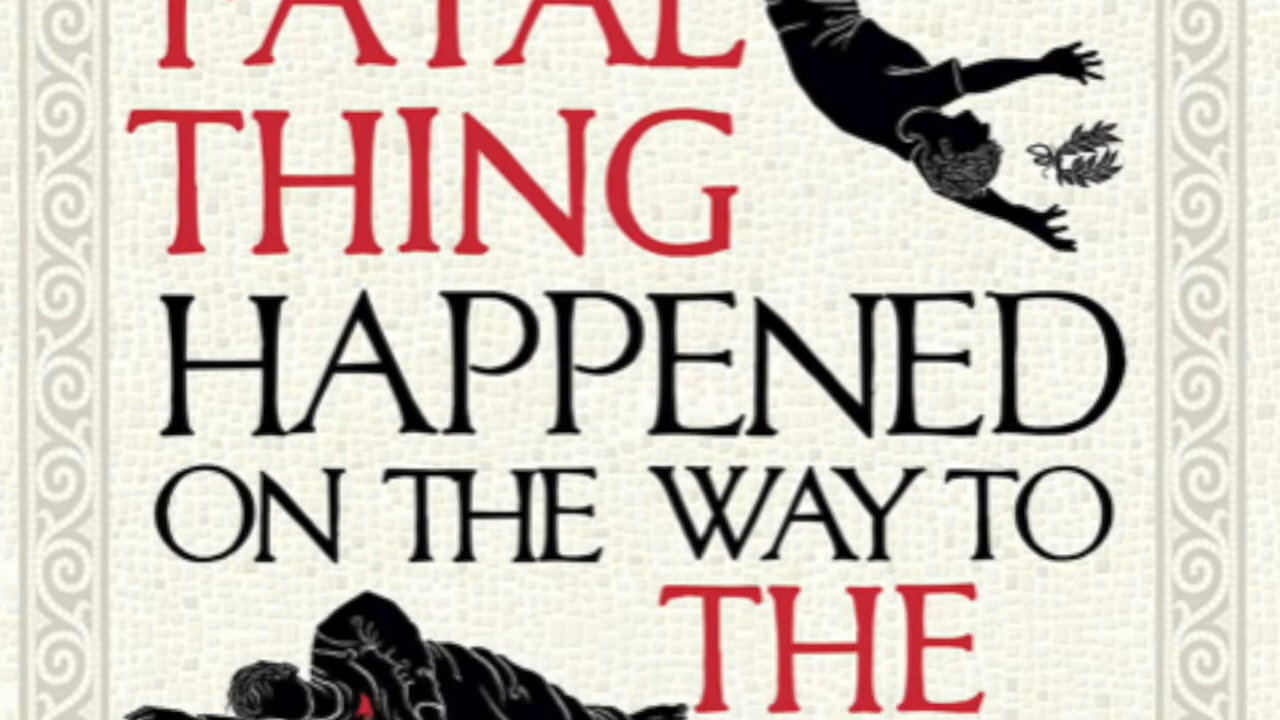 FATAL
THING
HAPPENED
ON THE WAY TO
THE